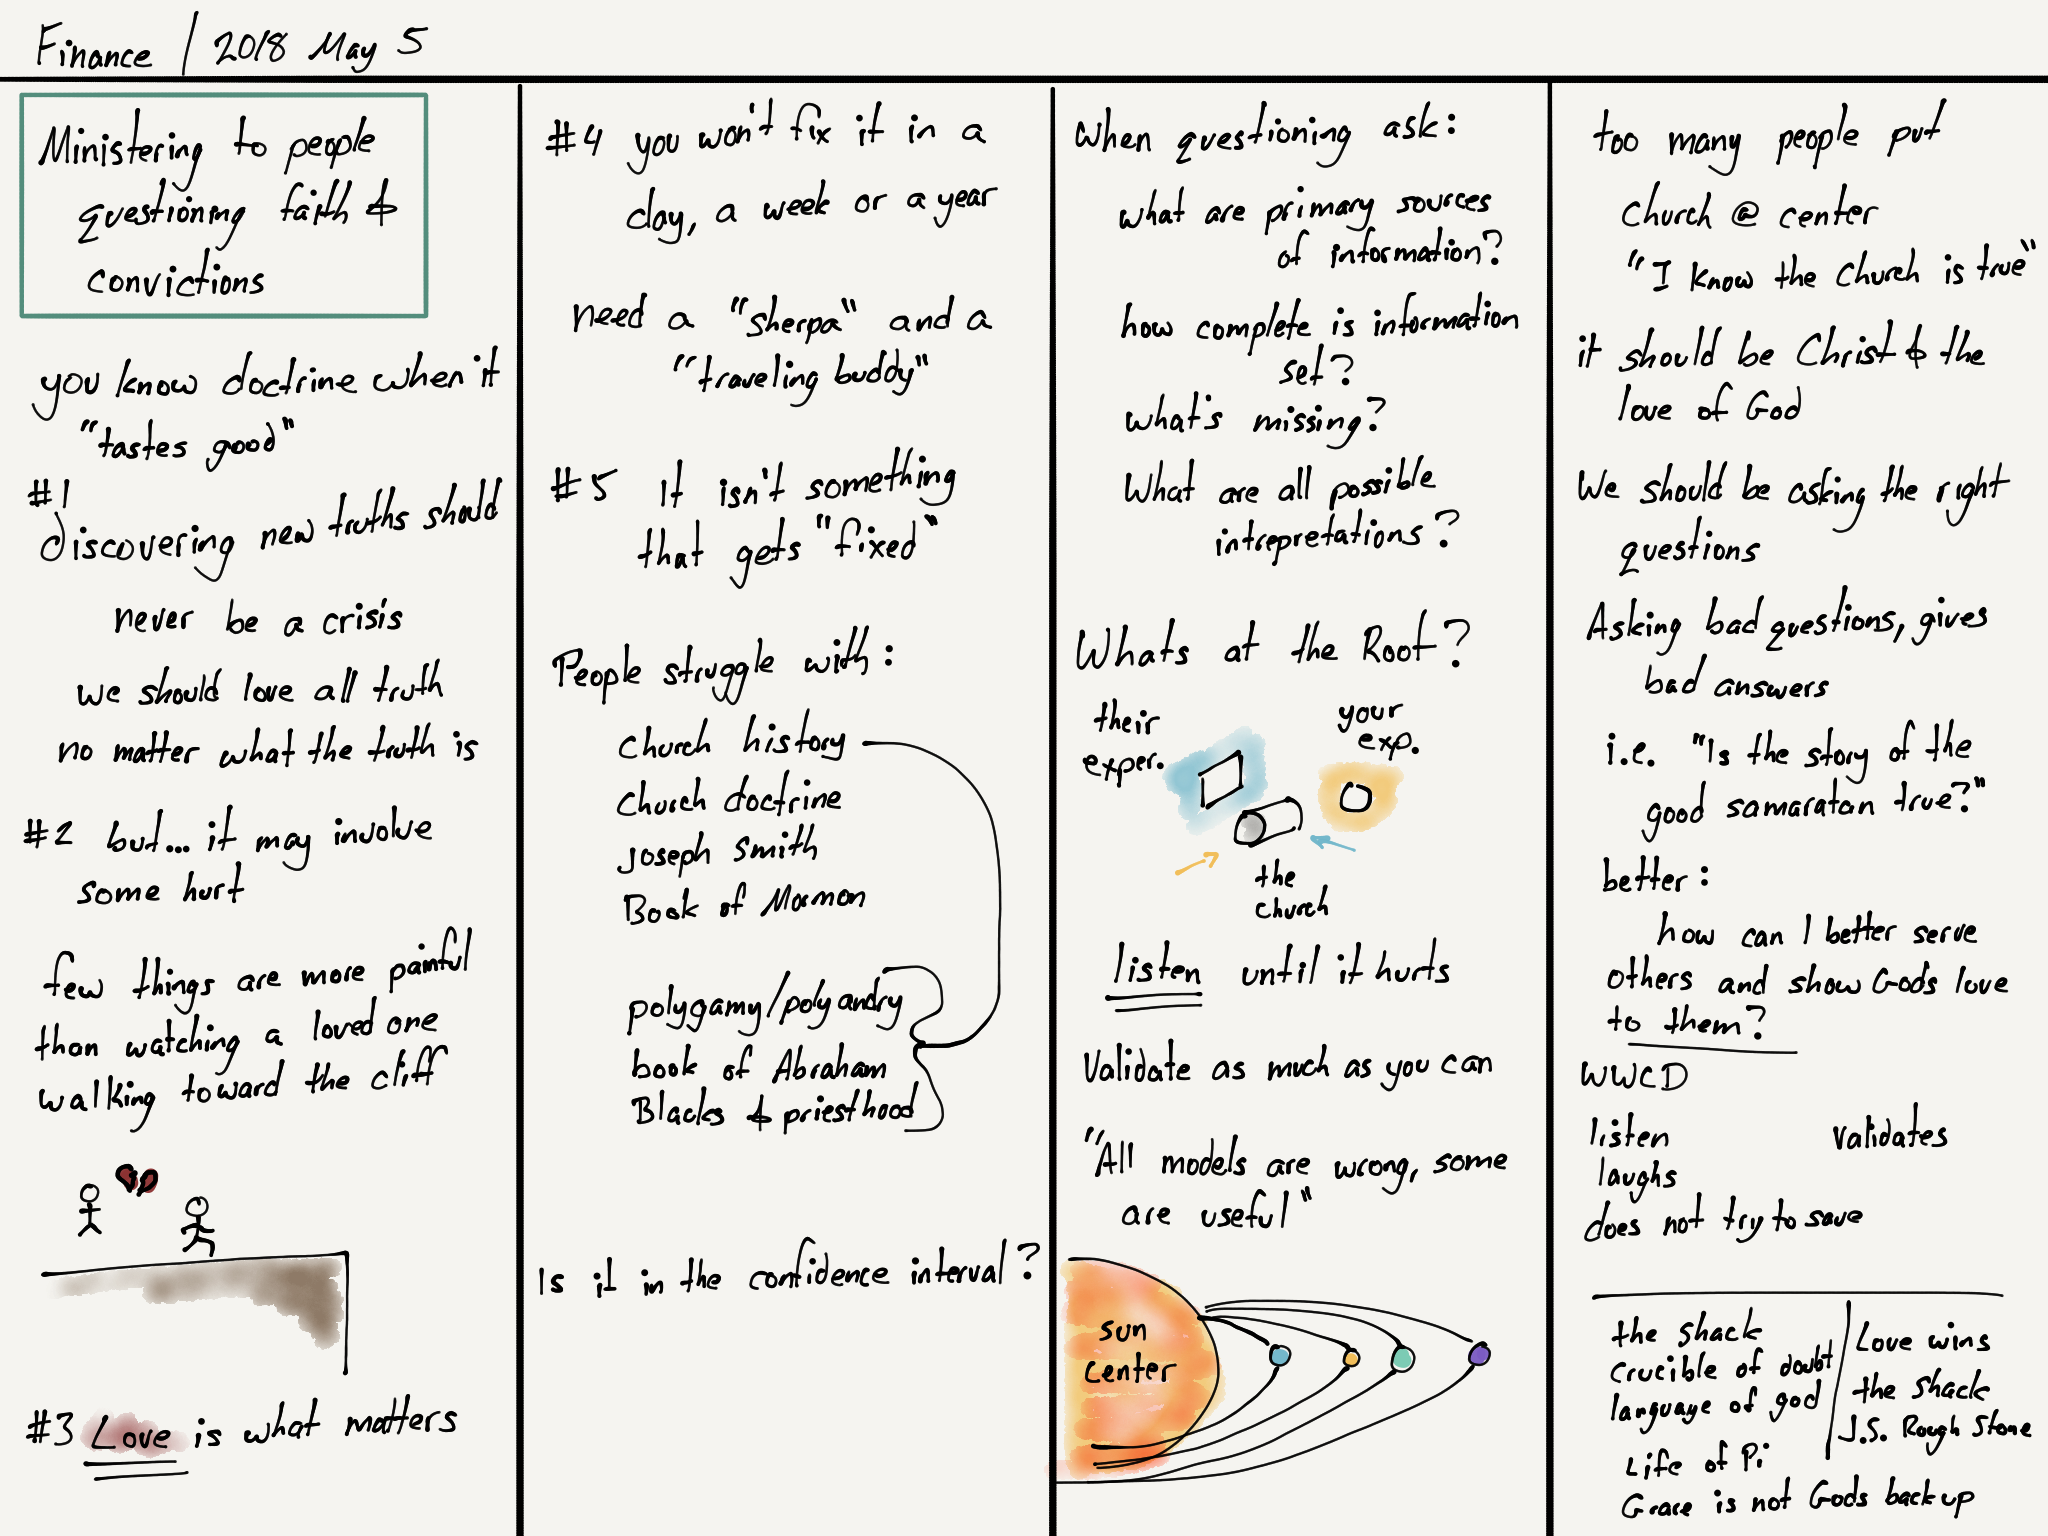 Finance / 2018 May 5
Ministering to people
questioning faith &
convictions
you know doctrine when it
"tastes good"
#1
discovering new truths should
never be a crisis
we should love all truth
no matter what the truth is
#2 but... it may involve
some hurt
few things are more painful
than watching a loved one
walking toward the cliff
#3 Love is what matters
#4 you won't fix it in a
day, a week or a year
need a "sherpa" and a
"traveling buddy"
#5 It isn't something
that gets "fixed"
People struggle with:
Church history
Church doctrine
Joseph Smith
Book of Mormon
polygamy/polyandry
book of Abraham
Blacks & priesthood
Is it in the confidence interval?
When questioning ask:
what are primary sources
of information?
how complete is information
set?
what's missing?
What are all possible
intrepretations?
Whats at the Root?
their
exper.
your
exp.
the
church
listen until it hurts
Validate as much as you can
"All models are wrong, some
are useful"
sun
center
too many people put
Church @ center
"I know the Church is true"
it should be Christ & the
love of God
We should be asking the right
questions
Asking bad questions, gives
bad answers
i.e. "Is the story of the
good samaratan true?"
better:
how can I better serve
others and show Gods love
to them?
WWCD
listen validates
laughs
does not try to save
the shack
crucible of doubt
language of god
Life of Pi
Grace is not Gods backup
Love wins
the shack
J.S. Rough Stone